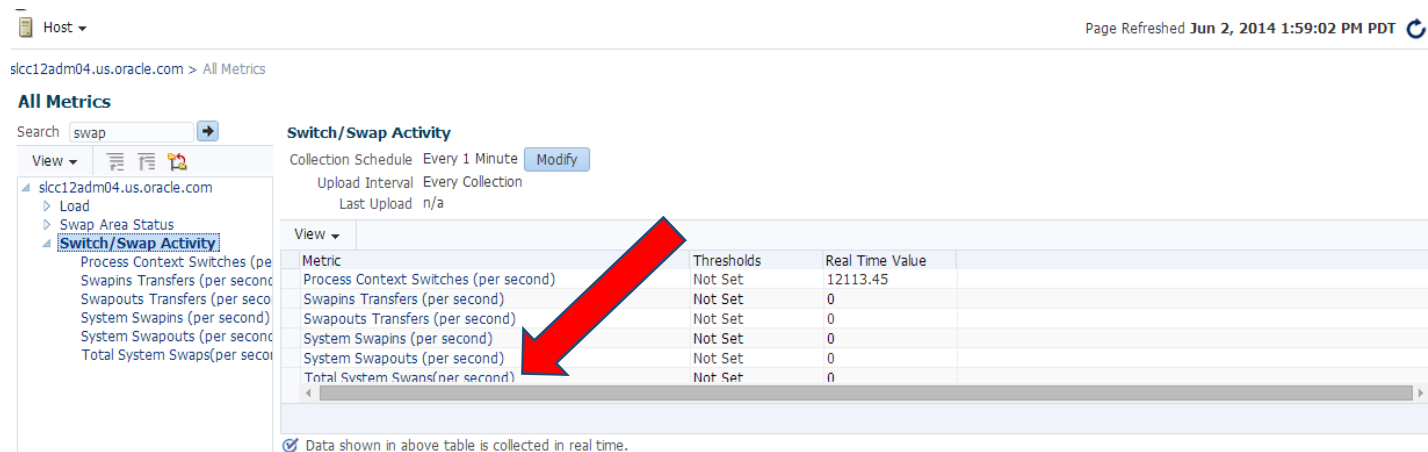 Host
Page Refreshed Jun 2, 2014 1:59:02 PM PDT
slcc12adm04.us.oracle.com > All Metrics
All Metrics
Search swap
View
slcc12adm04.us.oracle.com
Load
Swap Area Status
Switch/Swap Activity
Process Context Switches (pe
Swapins Transfers (per second
Swapouts Transfers (per seco
System Swapins (per second)
System Swapouts (per second
Total System Swaps(per secon
Switch/Swap Activity
Collection Schedule Every 1 Minute Modify
Upload Interval Every Collection
Last Upload n/a
View
Metric Thresholds Real Time Value
Process Context Switches (per second) Not Set 12113.45
Swapins Transfers (per second) Not Set 0
Swapouts Transfers (per second) Not Set 0
System Swapins (per second) Not Set 0
System Swapouts (per second) Not Set 0
Total System Swaps(per second) Not Set 0
Data shown in above table is collected in real time.